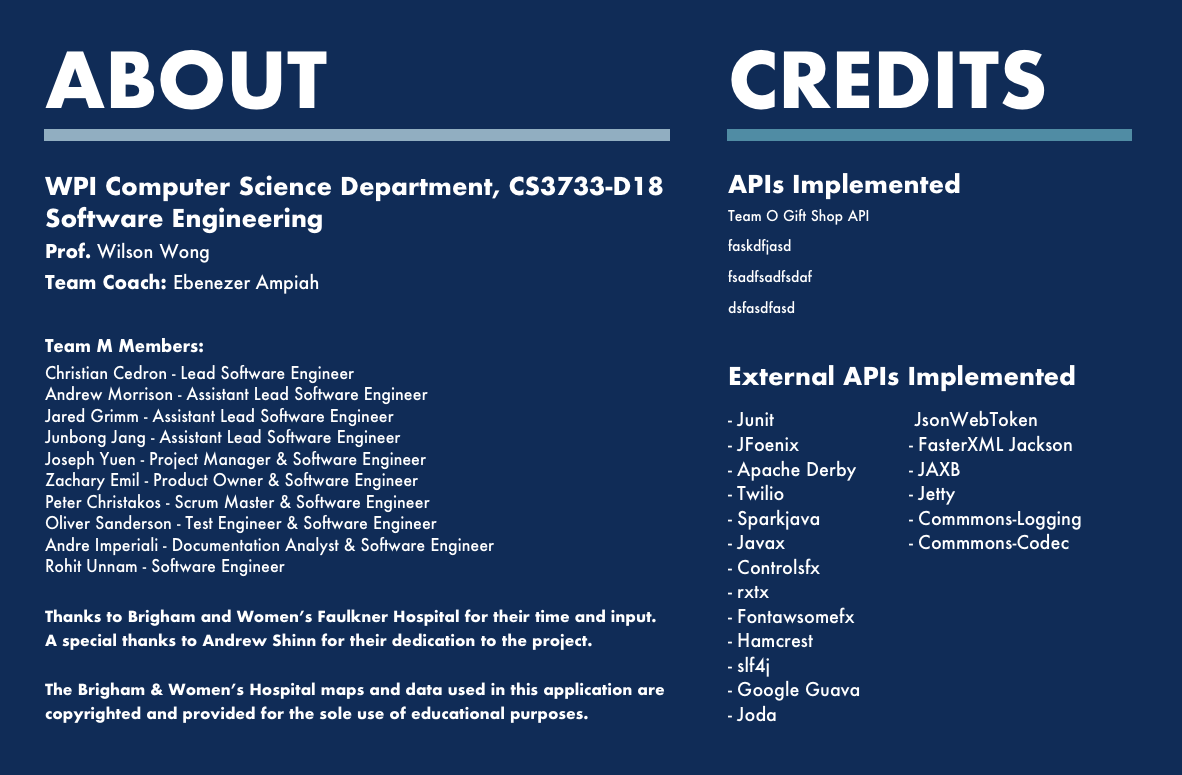 ABOUT
WPI Computer Science Department, CS3733-D18
Software Engineering
Prof. Wilson Wong
Team Coach: Ebenezer Ampiah
Team M Members:
Christian Cedron - Lead Software Engineer
Andrew Morrison - Assistant Lead Software Engineer
Jared Grimm - Assistant Lead Software Engineer
Junbong Jang - Assistant Lead Software Engineer
Joseph Yuen - Project Manager & Software Engineer
Zachary Emil - Product Owner & Software Engineer
Peter Christakos - Scrum Master & Software Engineer
Oliver Sanderson - Test Engineer & Software Engineer
Andre Imperiali - Documentation Analyst & Software Engineer
Rohit Unnam - Software Engineer
Thanks to Brigham and Women’s Faulkner Hospital for their time and input.
A special thanks to Andrew Shinn for their dedication to the project.
The Brigham & Women’s Hospital maps and data used in this application are
copyrighted and provided for the sole use of educational purposes.
CREDITS
APIs Implemented
Team O Gift Shop API
faskdfjasd
fsadfsadfsdaf
dsfasdfasd
External APIs Implemented
- Junit
- JFoenix
- Apache Derby
- Twilio
- Sparkjava
- Javax
- Controlsfx
- rxtx
- Fontawsomefx
- Hamcrest
- slf4j
- Google Guava
- Joda
JsonWebToken
- FasterXML Jackson
- JAXB
- Jetty
- Commmons-Logging
- Commmons-Codec